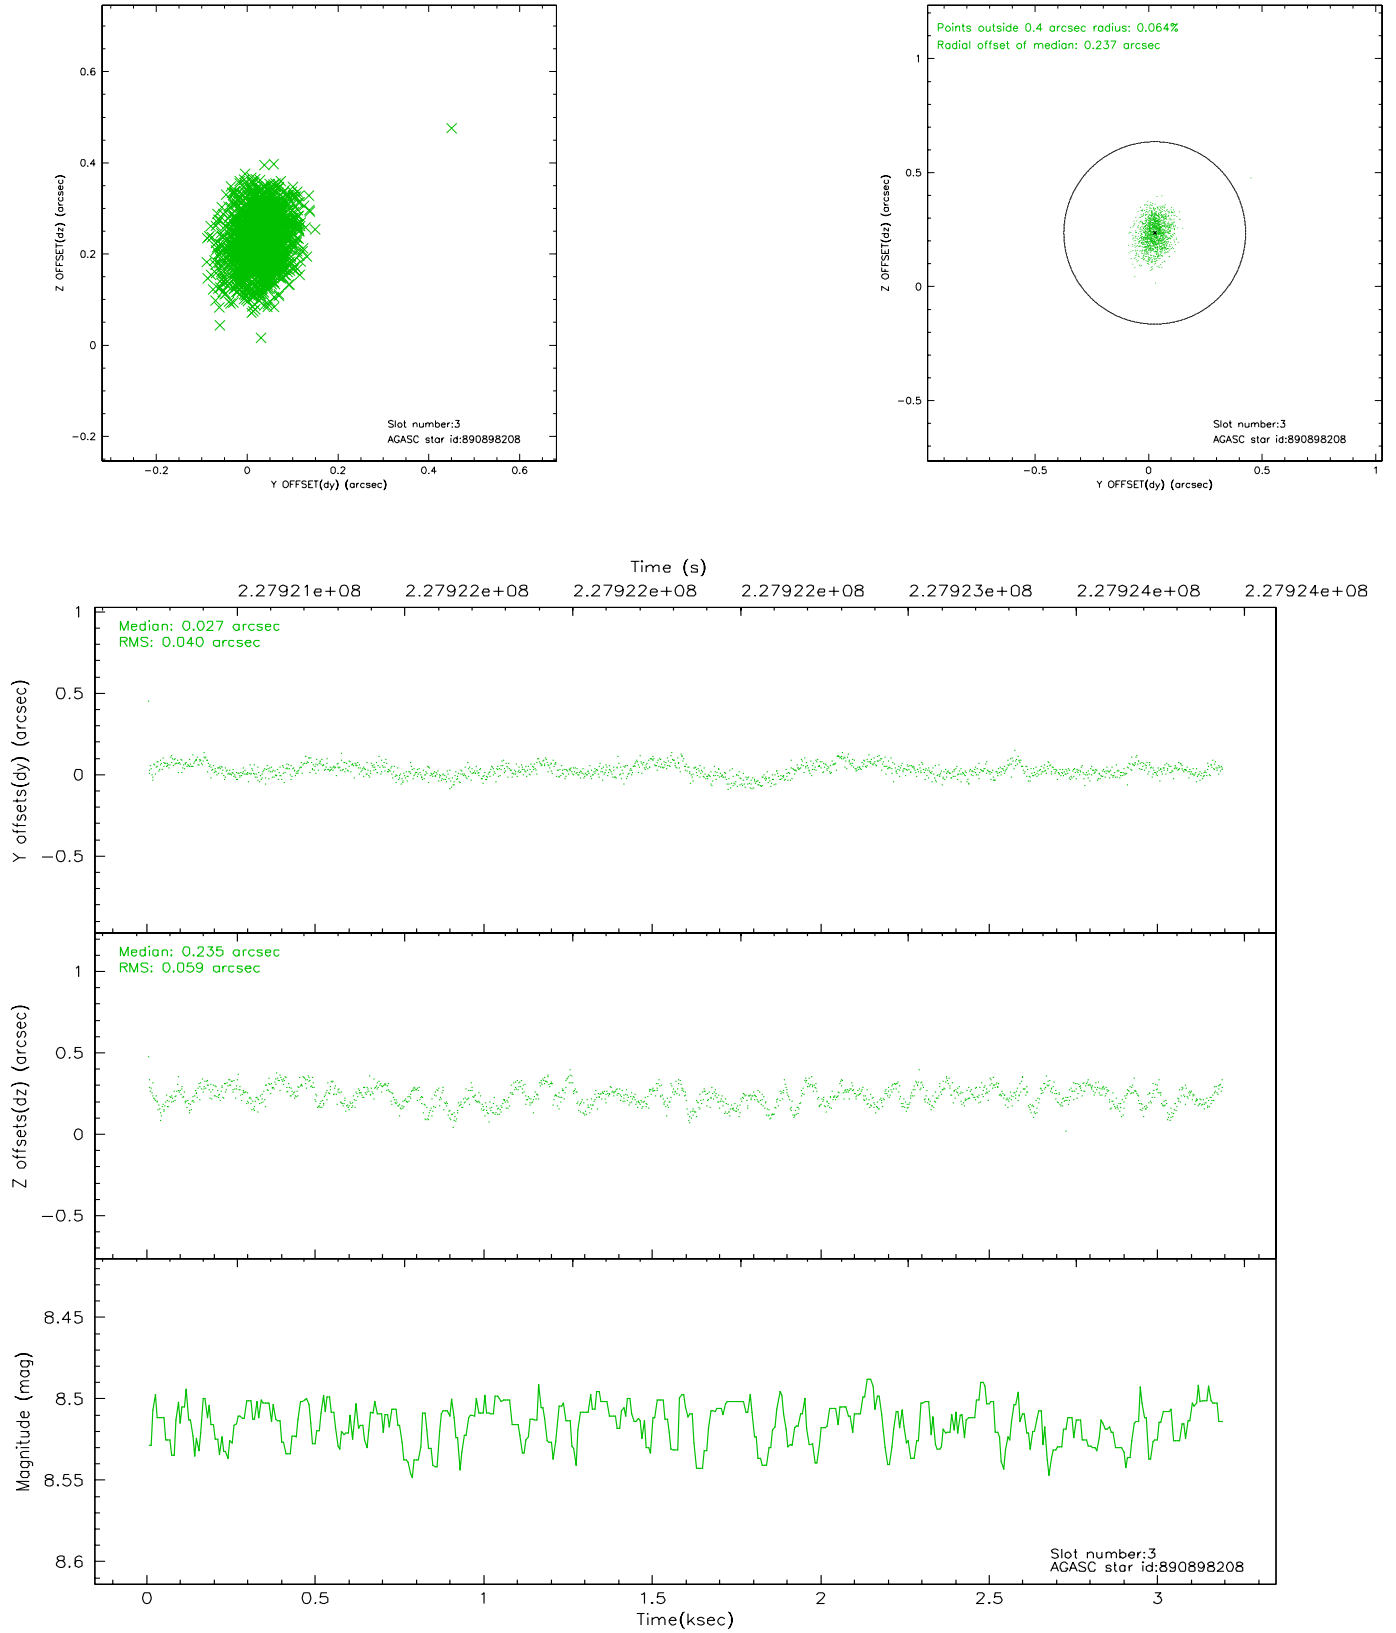 0.6
0.4
0.2
0
−0.2
Z OFFSET(dz) (arcsec)
Slot number:3
AGASC star id:890898208
−0.2 0 0.2 0.4 0.6
Y OFFSET(dy) (arcsec)
Points outside 0.4 arcsec radius: 0.064%
Radial offset of median: 0.237 arcsec
1
0.5
0
−0.5
Z OFFSET(dz) (arcsec)
Slot number:3
AGASC star id:890898208
−0.5 0 0.5 1
Y OFFSET(dy) (arcsec)
Time (s)
2.27921e+08 2.27922e+08 2.27922e+08 2.27922e+08 2.27923e+08 2.27924e+08 2.27924e+08
Median: 0.027 arcsec
RMS: 0.040 arcsec
1
0.5
0
−0.5
Y offsets(dy) (arcsec)
Median: 0.235 arcsec
RMS: 0.059 arcsec
1
0.5
0
−0.5
Z offsets(dz) (arcsec)
8.45
8.5
8.55
8.6
Magnitude (mag)
Slot number:3
AGASC star id:890898208
0 0.5 1 1.5 2 2.5 3
Time(ksec)